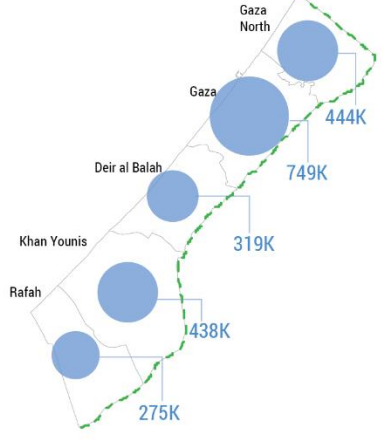 Gaza
North
444K
Gaza
749K
Deir al Balah
319K
Khan Younis
438K
Rafah
275K